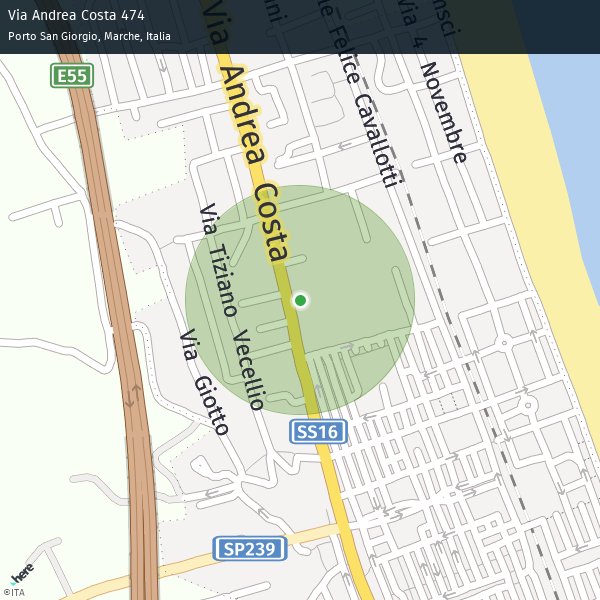 Via Andrea Costa 474
Porto San Giorgio, Marche, Italia
E55
Via Andrea Costa
Felice Cavallotti
Via 4 Novembre
Via Tiziano Vecellio
Via Giotto
SS16
SP239
here
©ITA